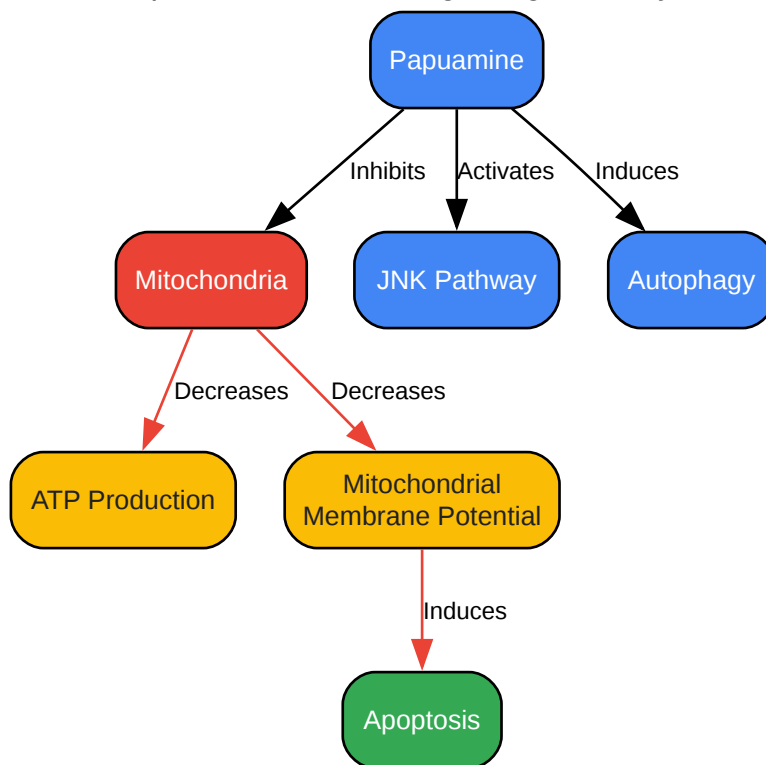 Papuamine
Inhibits
Activates
Induces
Mitochondria
JNK Pathway
Autophagy
Decreases
Decreases
ATP Production
Mitochondrial
Membrane Potential
Induces
Apoptosis